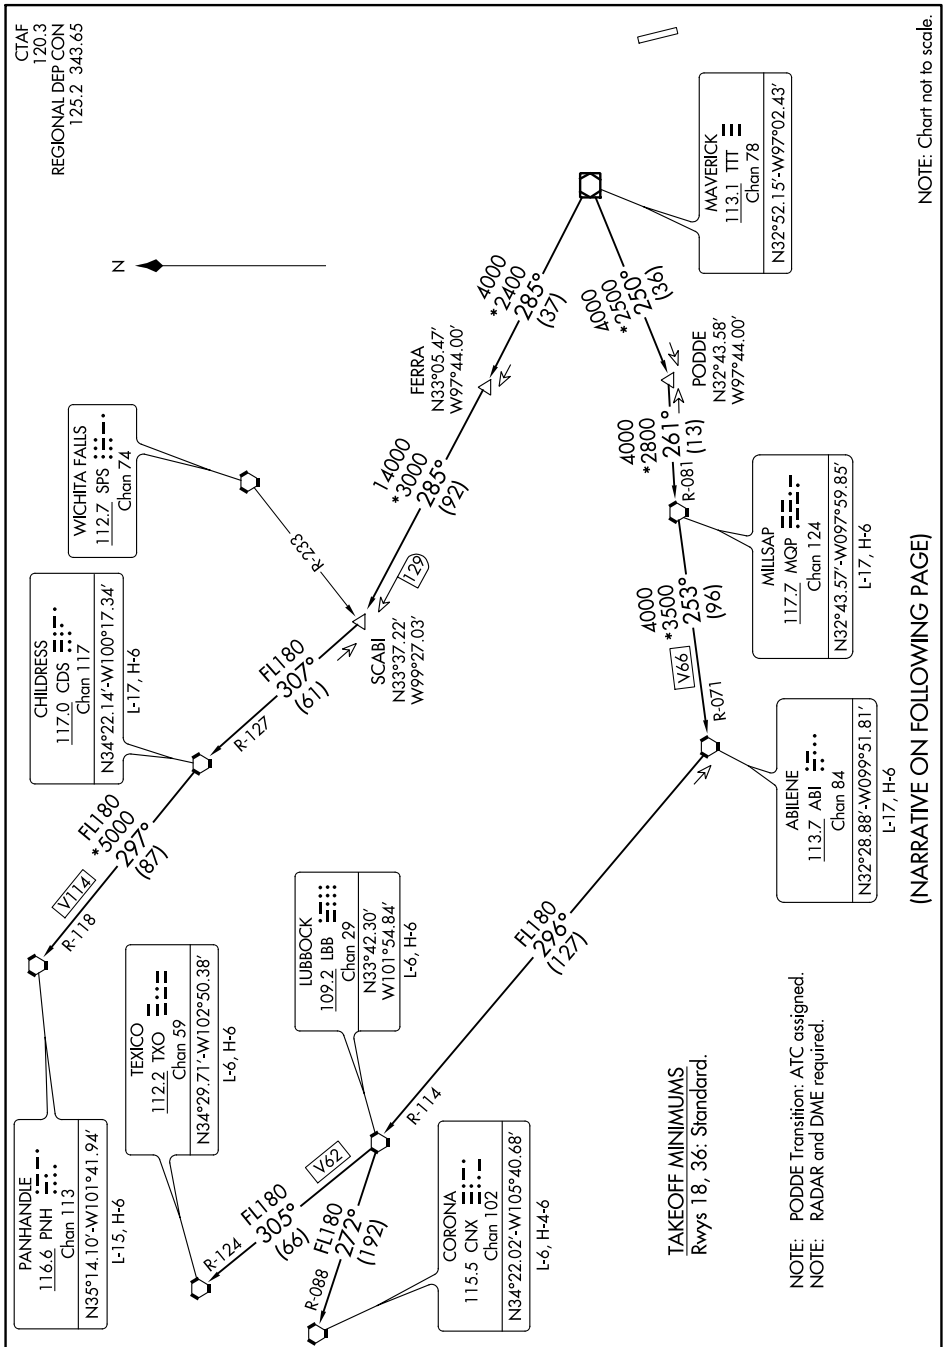 CTAF
120.3
REGIONAL DEP CON
125.2 343.65
N
PANHANDLE
116.6 PNH
Chan 113
N35°14.10'-W101°41.94'
L-15, H-6
R-118
V114
FL180
*5000
297°
(87)
CHILDRESS
117.0 CDS
Chan 117
N34°22.14'-W100°17.34'
L-17, H-6
R-127
FL180
307°
(61)
WICHITA FALLS
112.7 SPS
Chan 74
R-233
SCABI
N33°37.22'
W99°27.03'
129
14000
*3000
285°
(92)
FERRA
N33°05.47'
W97°44.00'
4000
*2400
285°
(37)
MAVERICK
113.1 TTT
Chan 78
N32°52.15'-W97°02.43'
4000
*2500
250°
(36)
PODDE
N32°43.58'
W97°44.00'
4000
*2800
261°
(13)
R-081
MILLSAP
117.7 MQP
Chan 124
N32°43.57'-W097°59.85'
L-17, H-6
4000
*3500
253°
(96)
V66
R-071
ABILENE
113.7 ABI
Chan 84
N32°28.88'-W099°51.81'
L-17, H-6
FL180
296°
(127)
R-114
LUBBOCK
109.2 LBB
Chan 29
N33°42.30'
W101°54.84'
L-6, H-6
TEXICO
112.2 TXO
Chan 59
N34°29.71'-W102°50.38'
L-6, H-6
R-124
V62
FL180
305°
(66)
FL180
272°
(192)
R-088
CORONA
115.5 CNX
Chan 102
N34°22.02'-W105°40.68'
L-6, H-4-6
TAKEOFF MINIMUMS
Rwys 18, 36: Standard.
NOTE: PODDE Transition: ATC assigned.
NOTE: RADAR and DME required.
NOTE: Chart not to scale.
(NARRATIVE ON FOLLOWING PAGE)